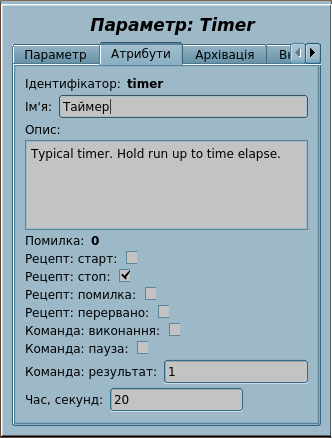 Параметр: Timer
Параметр Атрибути Архівація
Ідентифікатор: timer
Ім'я: Таймер
Опис:
Typical timer. Hold run up to time elapse.
Помилка: 0
Рецепт: старт:
Рецепт: стоп:
Рецепт: помилка:
Рецепт: перервано:
Команда: виконання:
Команда: пауза:
Команда: результат: 1
Час, секунд: 20